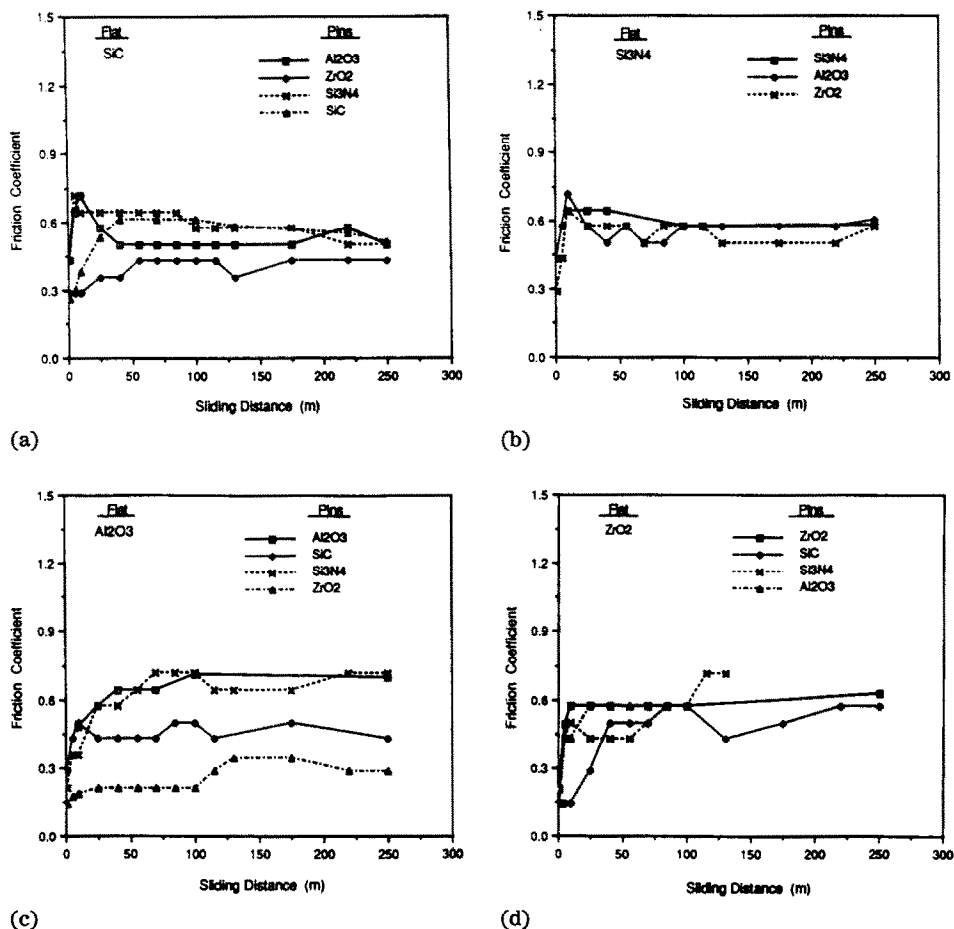 Flat
SiC
Pins
Al2O3
ZrO2
Si3N4
SiC
1.5
1.2
0.9
0.6
0.3
0.0
Friction Coefficient
0 50 100 150 200 250 300
Sliding Distance (m)
(a)
Flat
Si3N4
Pins
Si3N4
Al2O3
ZrO2
1.5
1.2
0.9
0.6
0.3
0.0
Friction Coefficient
0 50 100 150 200 250 300
Sliding Distance (m)
(b)
Flat
Al2O3
Pins
Al2O3
SiC
Si3N4
ZrO2
1.5
1.2
0.9
0.6
0.3
0.0
Friction Coefficient
0 50 100 150 200 250 300
Sliding Distance (m)
(c)
Flat
ZrO2
Pins
ZrO2
SiC
Si3N4
Al2O3
1.5
1.2
0.9
0.6
0.3
0.0
Friction Coefficient
0 50 100 150 200 250 300
Sliding Distance (m)
(d)